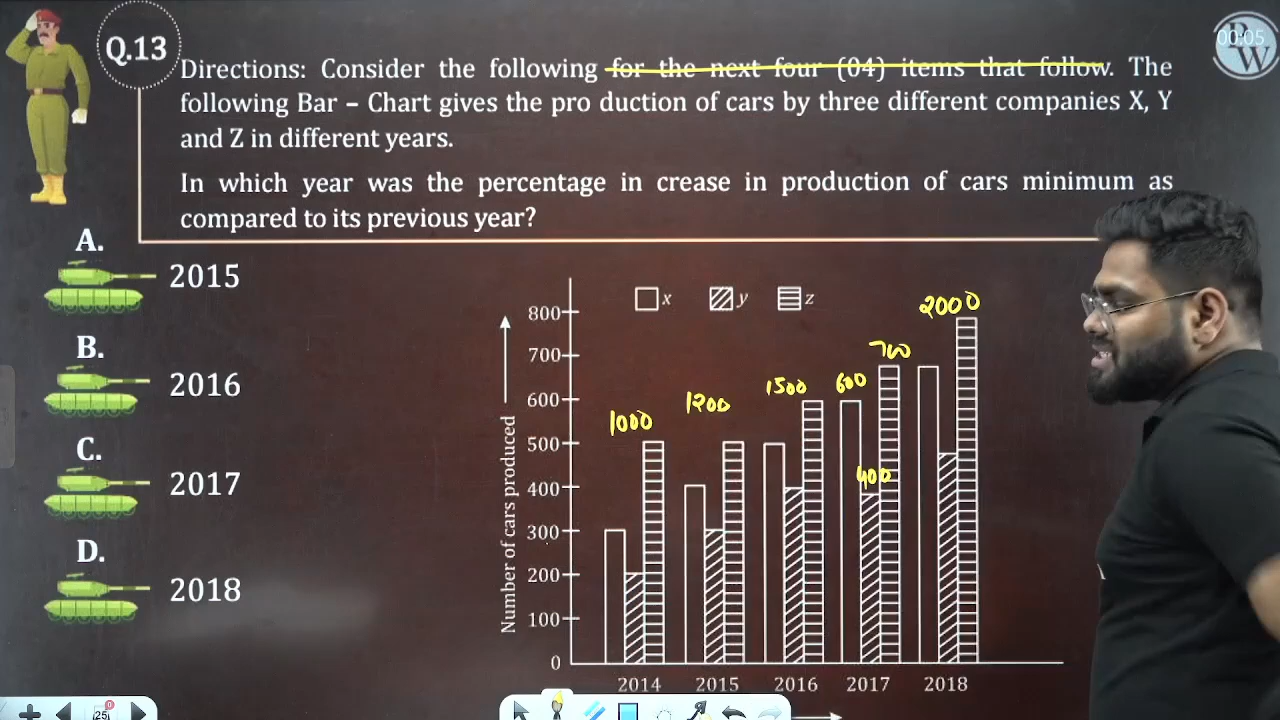 Q.13
00:05
Directions: Consider the following for the next four (04) items that follow. The
following Bar – Chart gives the pro duction of cars by three different companies X, Y
and Z in different years.
In which year was the percentage in crease in production of cars minimum as
compared to its previous year?
A.
2015
B.
2016
C.
2017
D.
2018
x y z
Number of cars produced
800
700
600
500
400
300
200
100
0
1000
1200
1500
600
400
700
2000
2014 2015 2016 2017 2018